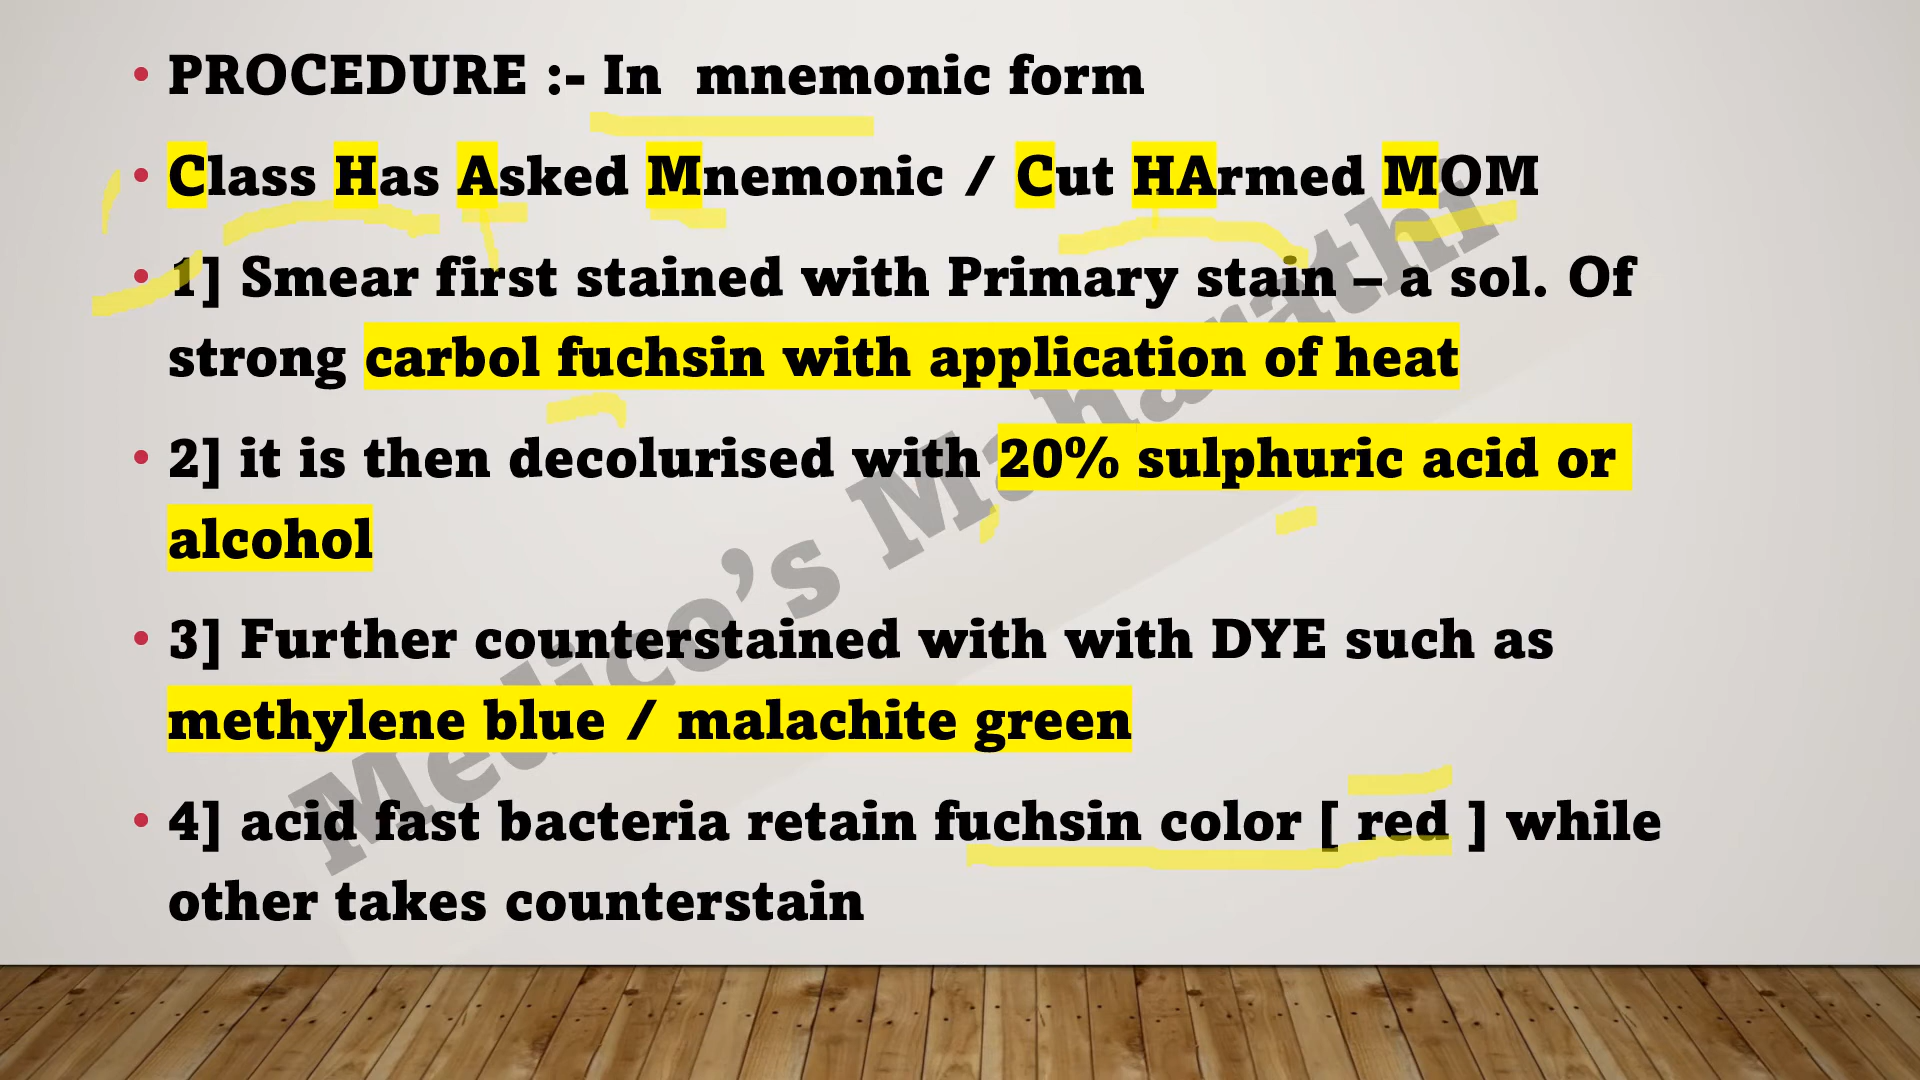 PROCEDURE :- In mnemonic form
Class Has Asked Mnemonic / Cut HArmed MOM
1] Smear first stained with Primary stain – a sol. Of
strong carbol fuchsin with application of heat
2] it is then decolurised with 20% sulphuric acid or
alcohol
3] Further counterstained with with DYE such as
methylene blue / malachite green
4] acid fast bacteria retain fuchsin color [ red ] while
other takes counterstain
Medico's Maharathi